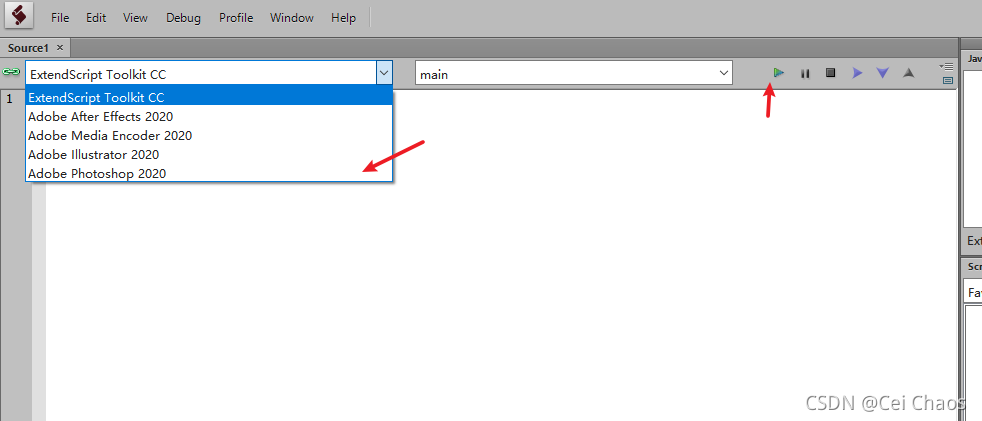 File Edit View Debug Profile Window Help
Source1 ×
ExtendScript Toolkit CC
main
Jav
1
ExtendScript Toolkit CC
Adobe After Effects 2020
Adobe Media Encoder 2020
Adobe Illustrator 2020
Adobe Photoshop 2020
Ext
Scr
Fav
CSDN @Cei Chaos